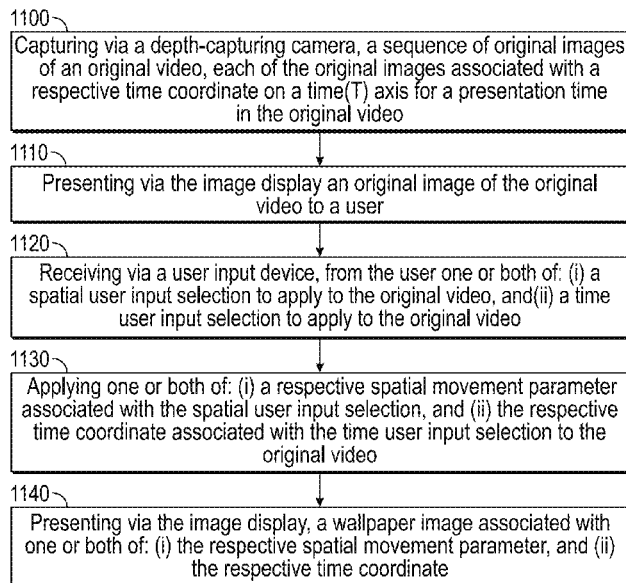 1100
Capturing via a depth-capturing camera, a sequence of original images
of an original video, each of the original images associated with a
respective time coordinate on a time(T) axis for a presentation time
in the original video
1110
Presenting via the image display an original image of the original
video to a user
1120
Receiving via a user input device, from the user one or both of: (i) a
spatial user input selection to apply to the original video, and(ii) a time
user input selection to apply to the original video
1130
Applying one or both of: (i) a respective spatial movement parameter
associated with the spatial user input selection, and (ii) the respective
time coordinate associated with the time user input selection to the
original video
1140
Presenting via the image display, a wallpaper image associated with
one or both of: (i) the respective spatial movement parameter, and (ii)
the respective time coordinate